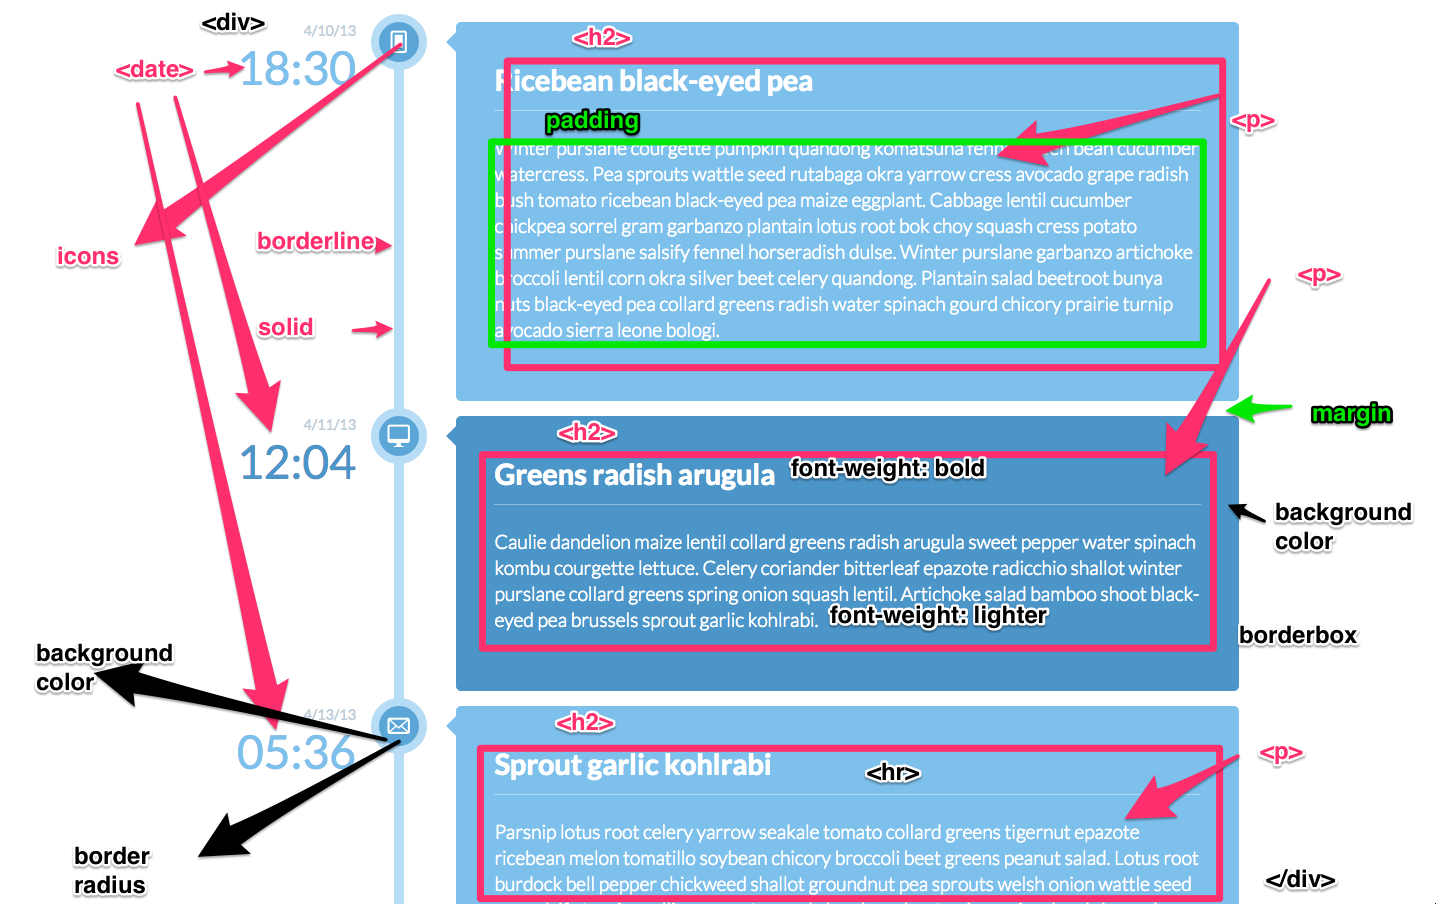 <div>
4/10/13
18:30
<date>
<h2>
Ricebean black-eyed pea
padding
<p>
Winter purslane courgette pumpkin quandong komatsuna bean cucumber
watercress. Pea sprouts wattle seed rutabaga okra yarrow cress avocado grape radish
bush tomato ricebean black-eyed pea maize eggplant. Cabbage lentil cucumber
chickpea sorrel gram garbanzo plantain lotus root bok choy squash cress potato
summer purslane salsify fennel horseradish dulse. Winter purslane garbanzo artichoke
broccoli lentil corn okra silver beet celery quandong. Plantain salad beetroot bunya
nuts black-eyed pea collard greens radish water spinach gourd chicory prairie turnip
avocado sierra leone bologi.
icons
borderline
solid
<p>
margin
4/11/13
12:04
<h2>
Greens radish arugula
font-weight: bold
background
color
Caulie dandelion maize lentil collard greens radish arugula sweet pepper water spinach
kombu courgette lettuce. Celery coriander bitterleaf epazote radicchio shallot winter
purslane collard greens spring onion squash lentil. Artichoke salad bamboo shoot black-
eyed pea brussels sprout garlic kohlrabi.
font-weight: lighter
borderbox
background
color
4/13/13
05:36
<h2>
Sprout garlic kohlrabi
<hr>
<p>
Parsnip lotus root celery yarrow seakale tomato collard greens tigernut epazote
ricebean melon tomatillo soybean chicory broccoli beet greens peanut salad. Lotus root
burdock bell pepper chickweed shallot groundnut pea sprouts welsh onion wattle seed
border
radius
</div>